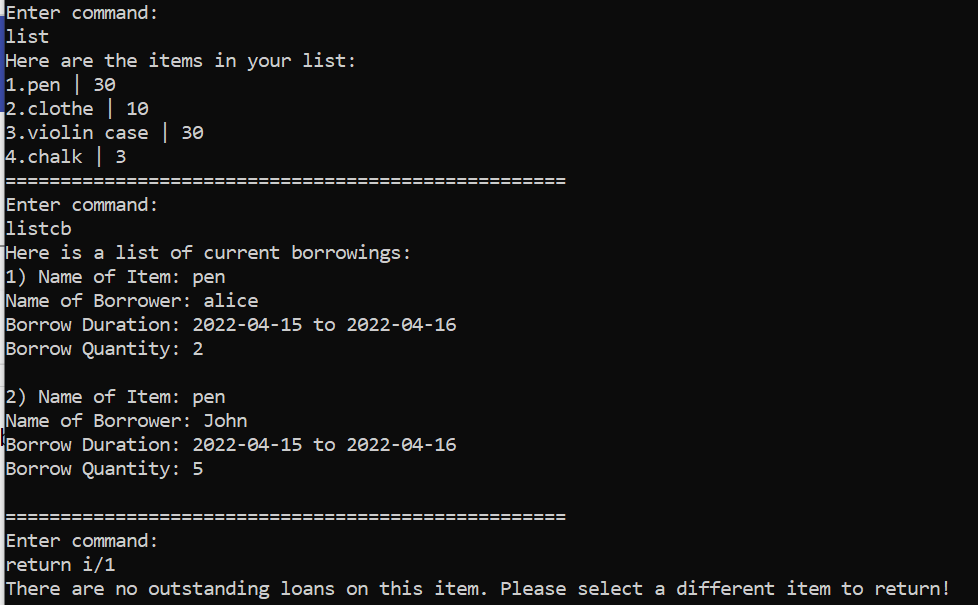 Enter command:
list
Here are the items in your list:
1.pen | 30
2.clothe | 10
3.violin case | 30
4.chalk | 3
===================================================
Enter command:
listcb
Here is a list of current borrowings:
1) Name of Item: pen
Name of Borrower: alice
Borrow Duration: 2022-04-15 to 2022-04-16
Borrow Quantity: 2
2) Name of Item: pen
Name of Borrower: John
Borrow Duration: 2022-04-15 to 2022-04-16
Borrow Quantity: 5
===================================================
Enter command:
return i/1
There are no outstanding loans on this item. Please select a different item to return!